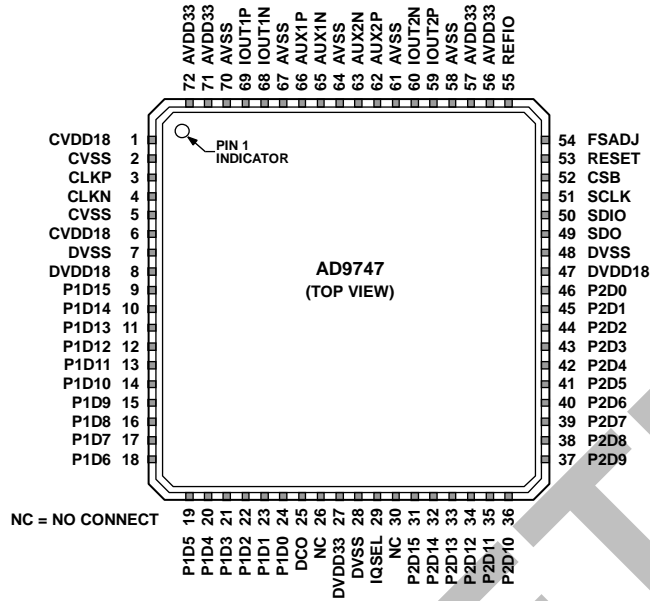 72 AVDD33
71 AVDD33
70 AVSS
69 IOUT1P
68 IOUT1N
67 AVSS
66 AUX1P
65 AUX1N
64 AVSS
63 AUX2N
62 AUX2P
61 AVSS
60 IOUT2N
59 IOUT2P
58 AVSS
57 AVDD33
56 AVDD33
55 REFIO
CVDD18 1
CVSS 2
CLKP 3
CLKN 4
CVSS 5
CVDD18 6
DVSS 7
DVDD18 8
P1D15 9
P1D14 10
P1D13 11
P1D12 12
P1D11 13
P1D10 14
P1D9 15
P1D8 16
P1D7 17
P1D6 18
PIN 1
INDICATOR
AD9747
(TOP VIEW)
54 FSADJ
53 RESET
52 CSB
51 SCLK
50 SDIO
49 SDO
48 DVSS
47 DVDD18
46 P2D0
45 P2D1
44 P2D2
43 P2D3
42 P2D4
41 P2D5
40 P2D6
39 P2D7
38 P2D8
37 P2D9
NC = NO CONNECT
P1D5 19
P1D4 20
P1D3 21
P1D2 22
P1D1 23
P1D0 24
DCO 25
NC 26
DVDD33 27
DVSS 28
IQSEL 29
NC 30
P2D15 31
P2D14 32
P2D13 33
P2D12 34
P2D11 35
P2D10 36